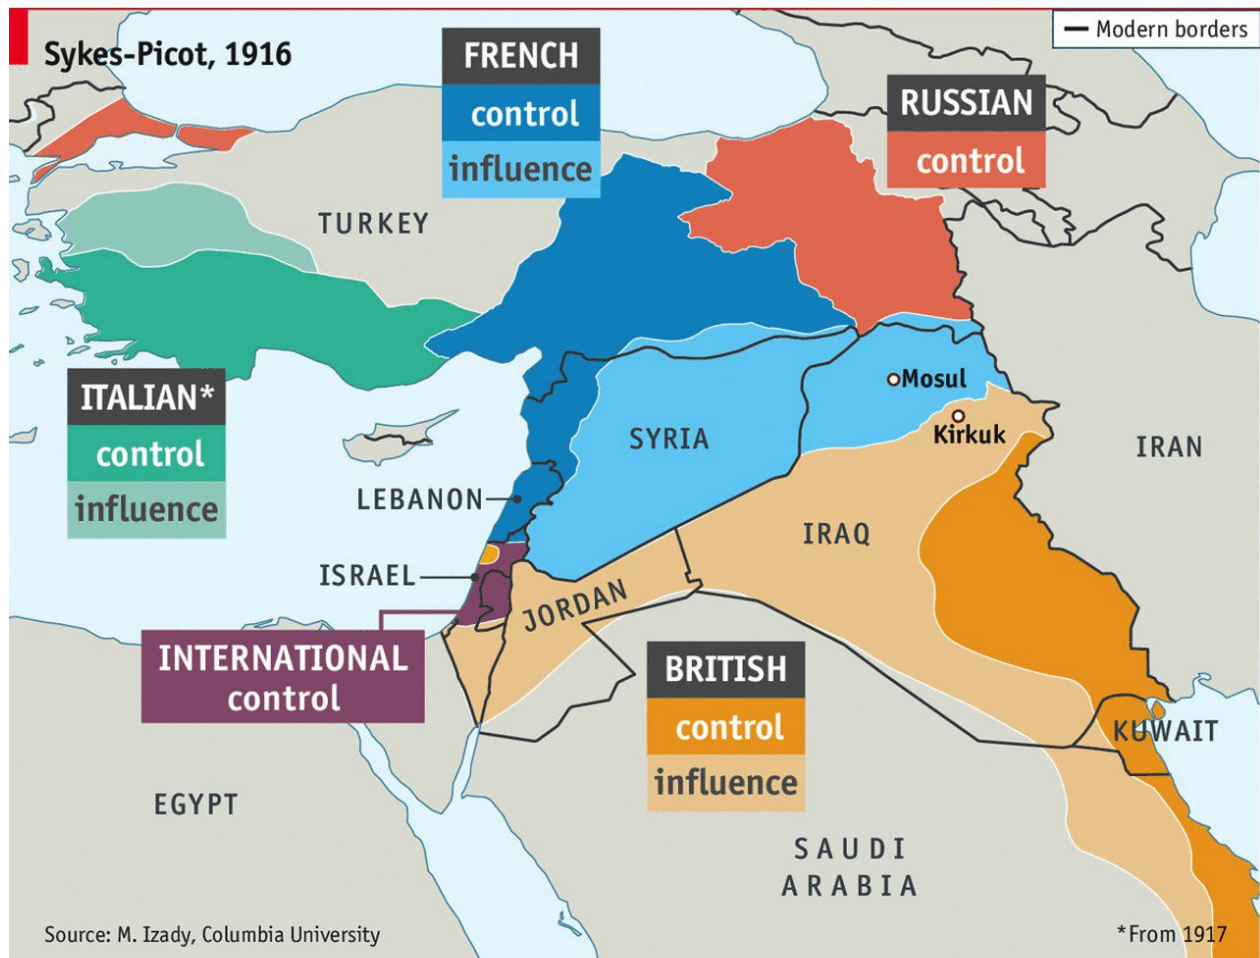 Sykes-Picot, 1916
Modern borders
FRENCH
control
influence
RUSSIAN
control
TURKEY
ITALIAN*
control
influence
Mosul
Kirkuk
SYRIA
IRAN
LEBANON
IRAQ
ISRAEL
JORDAN
INTERNATIONAL
control
BRITISH
control
influence
KUWAIT
EGYPT
SAUDI
ARABIA
Source: M. Izady, Columbia University
*From 1917